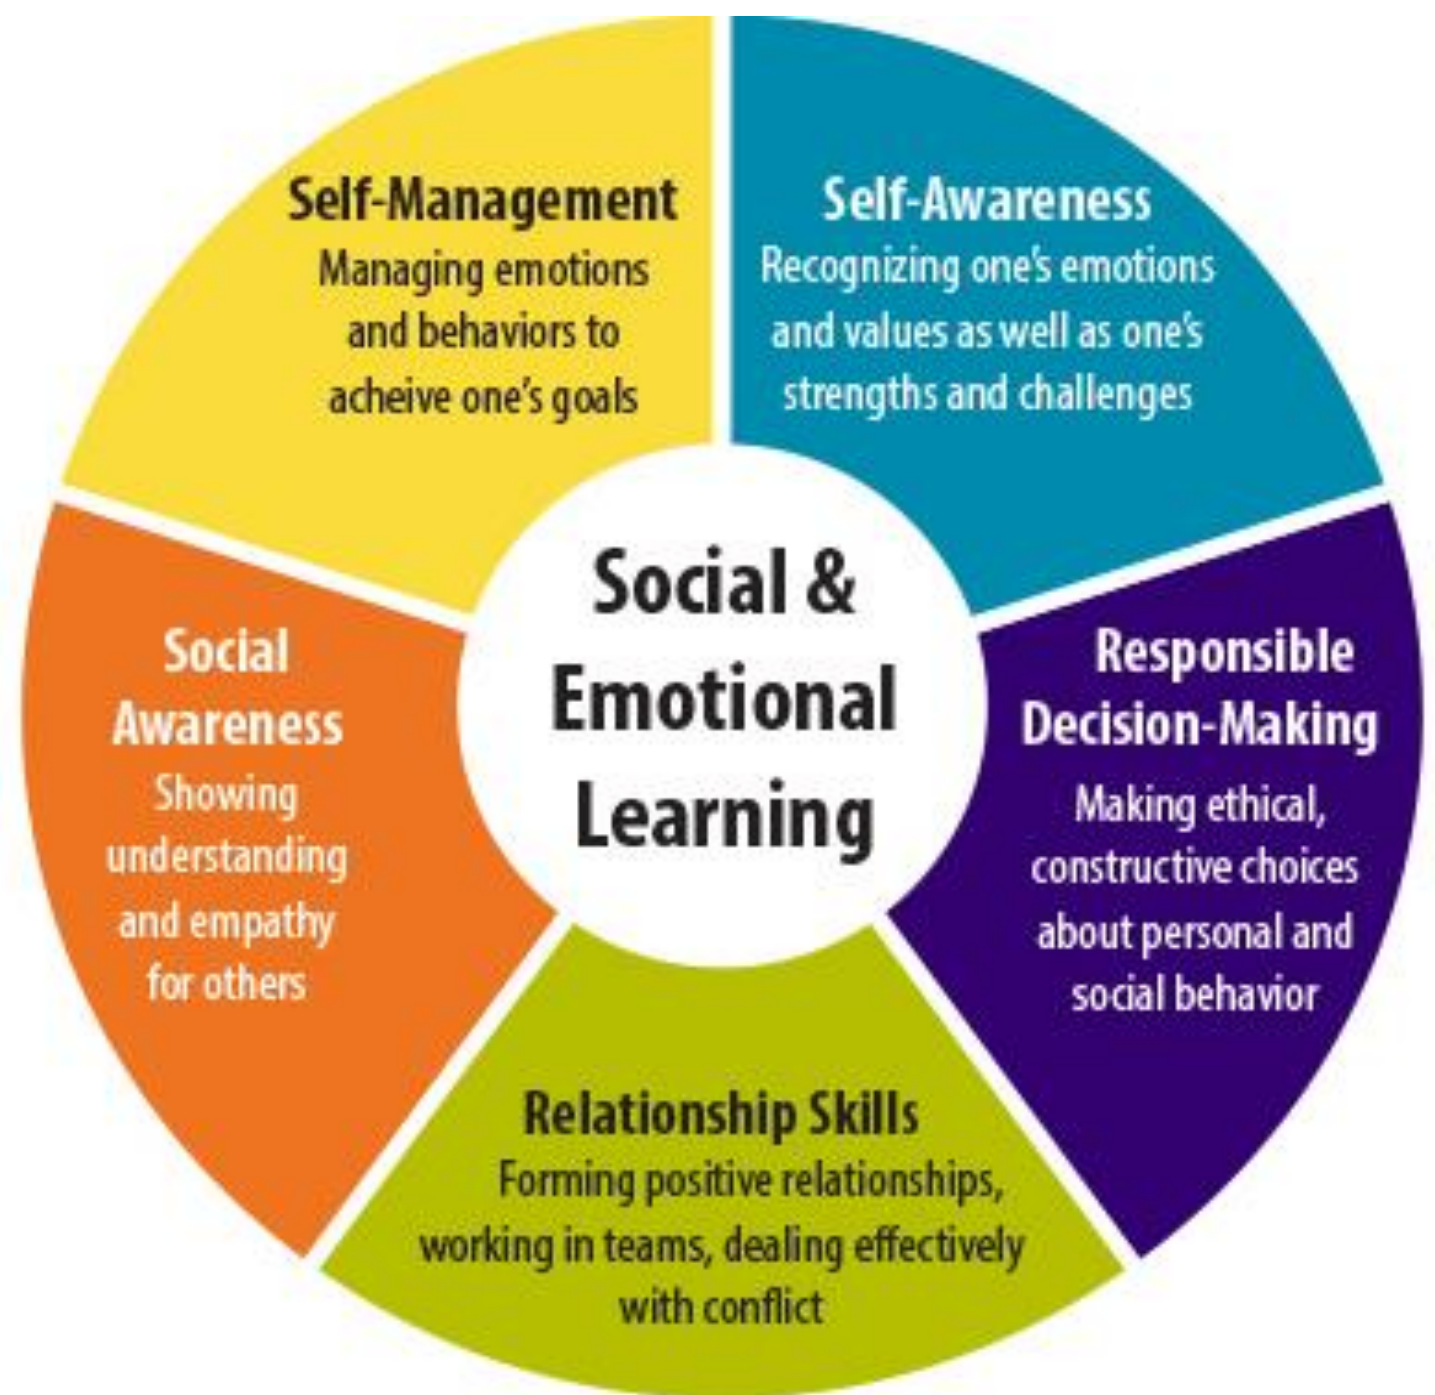 Self-Management
Managing emotions
and behaviors to
acheive one's goals
Self-Awareness
Recognizing one's emotions
and values as well as one's
strengths and challenges
Social &
Emotional
Learning
Social
Awareness
Showing
understanding
and empathy
for others
Responsible
Decision-Making
Making ethical,
constructive choices
about personal and
social behavior
Relationship Skills
Forming positive relationships,
working in teams, dealing effectively
with conflict